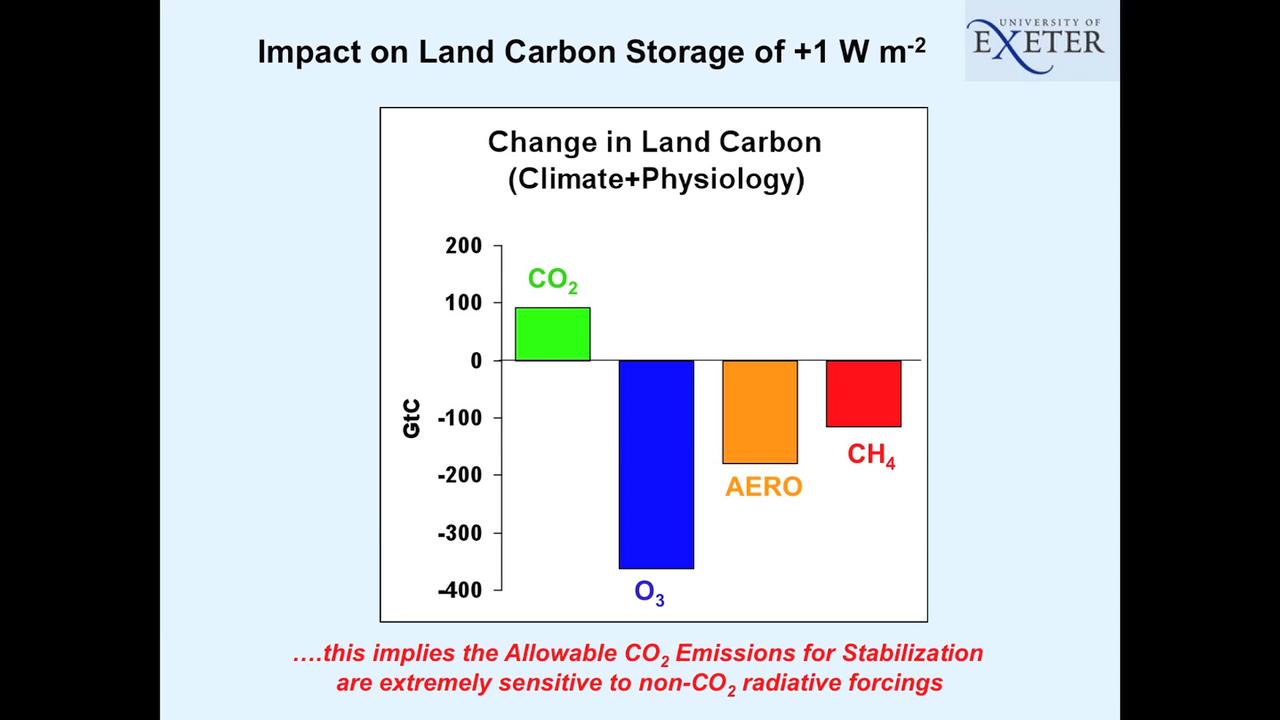 Impact on Land Carbon Storage of +1 W m-2
UNIVERSITY OF
EXETER
Change in Land Carbon
(Climate+Physiology)
200
CO2
100
0
GtC
-100
CH4
-200
AERO
-300
-400
O3
….this implies the Allowable CO2 Emissions for Stabilization
are extremely sensitive to non-CO2 radiative forcings